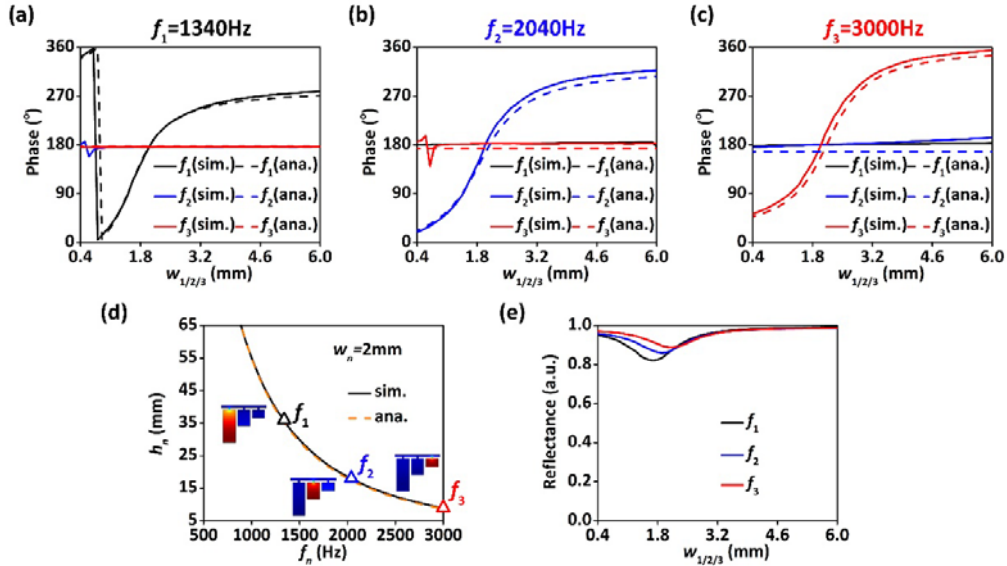 (a) f₁=1340Hz
360
270
180
90
0
Phase (°)
f₁(sim.) f₁(ana.)
f₂(sim.) f₂(ana.)
f₃(sim.) f₃(ana.)
0.4 1.8 3.2 4.6 6.0
w₁/₂/₃ (mm)
(b) f₂=2040Hz
360
270
180
90
0
Phase (°)
f₁(sim.) f₁(ana.)
f₂(sim.) f₂(ana.)
f₃(sim.) f₃(ana.)
0.4 1.8 3.2 4.6 6.0
w₁/₂/₃ (mm)
(c) f₃=3000Hz
360
270
180
90
0
Phase (°)
f₁(sim.) f₁(ana.)
f₂(sim.) f₂(ana.)
f₃(sim.) f₃(ana.)
0.4 1.8 3.2 4.6 6.0
w₁/₂/₃ (mm)
(d)
65
55
45
35
25
15
5
hₙ (mm)
wₙ=2mm
sim.
ana.
f₁
f₂
f₃
500 1000 1500 2000 2500 3000
fₙ (Hz)
(e)
1.0
0.8
0.6
0.4
0.2
0.0
Reflectance (a.u.)
f₁
f₂
f₃
0.4 1.8 3.2 4.6 6.0
w₁/₂/₃ (mm)